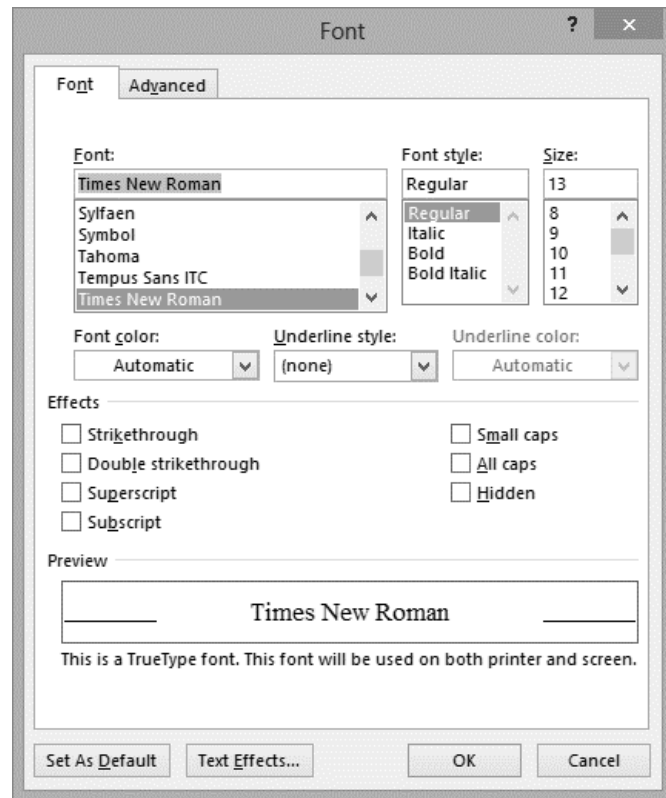 Font ? ×
Font Advanced
Font: Font style: Size:
Times New Roman Regular 13
Sylfaen Regular 8
Symbol Italic 9
Tahoma Bold 10
Tempus Sans ITC Bold Italic 11
Times New Roman 12
Font color: Underline style: Underline color:
Automatic (none) Automatic
Effects
Strikethrough Small caps
Double strikethrough All caps
Superscript Hidden
Subscript
Preview
Times New Roman
This is a TrueType font. This font will be used on both printer and screen.
Set As Default Text Effects... OK Cancel